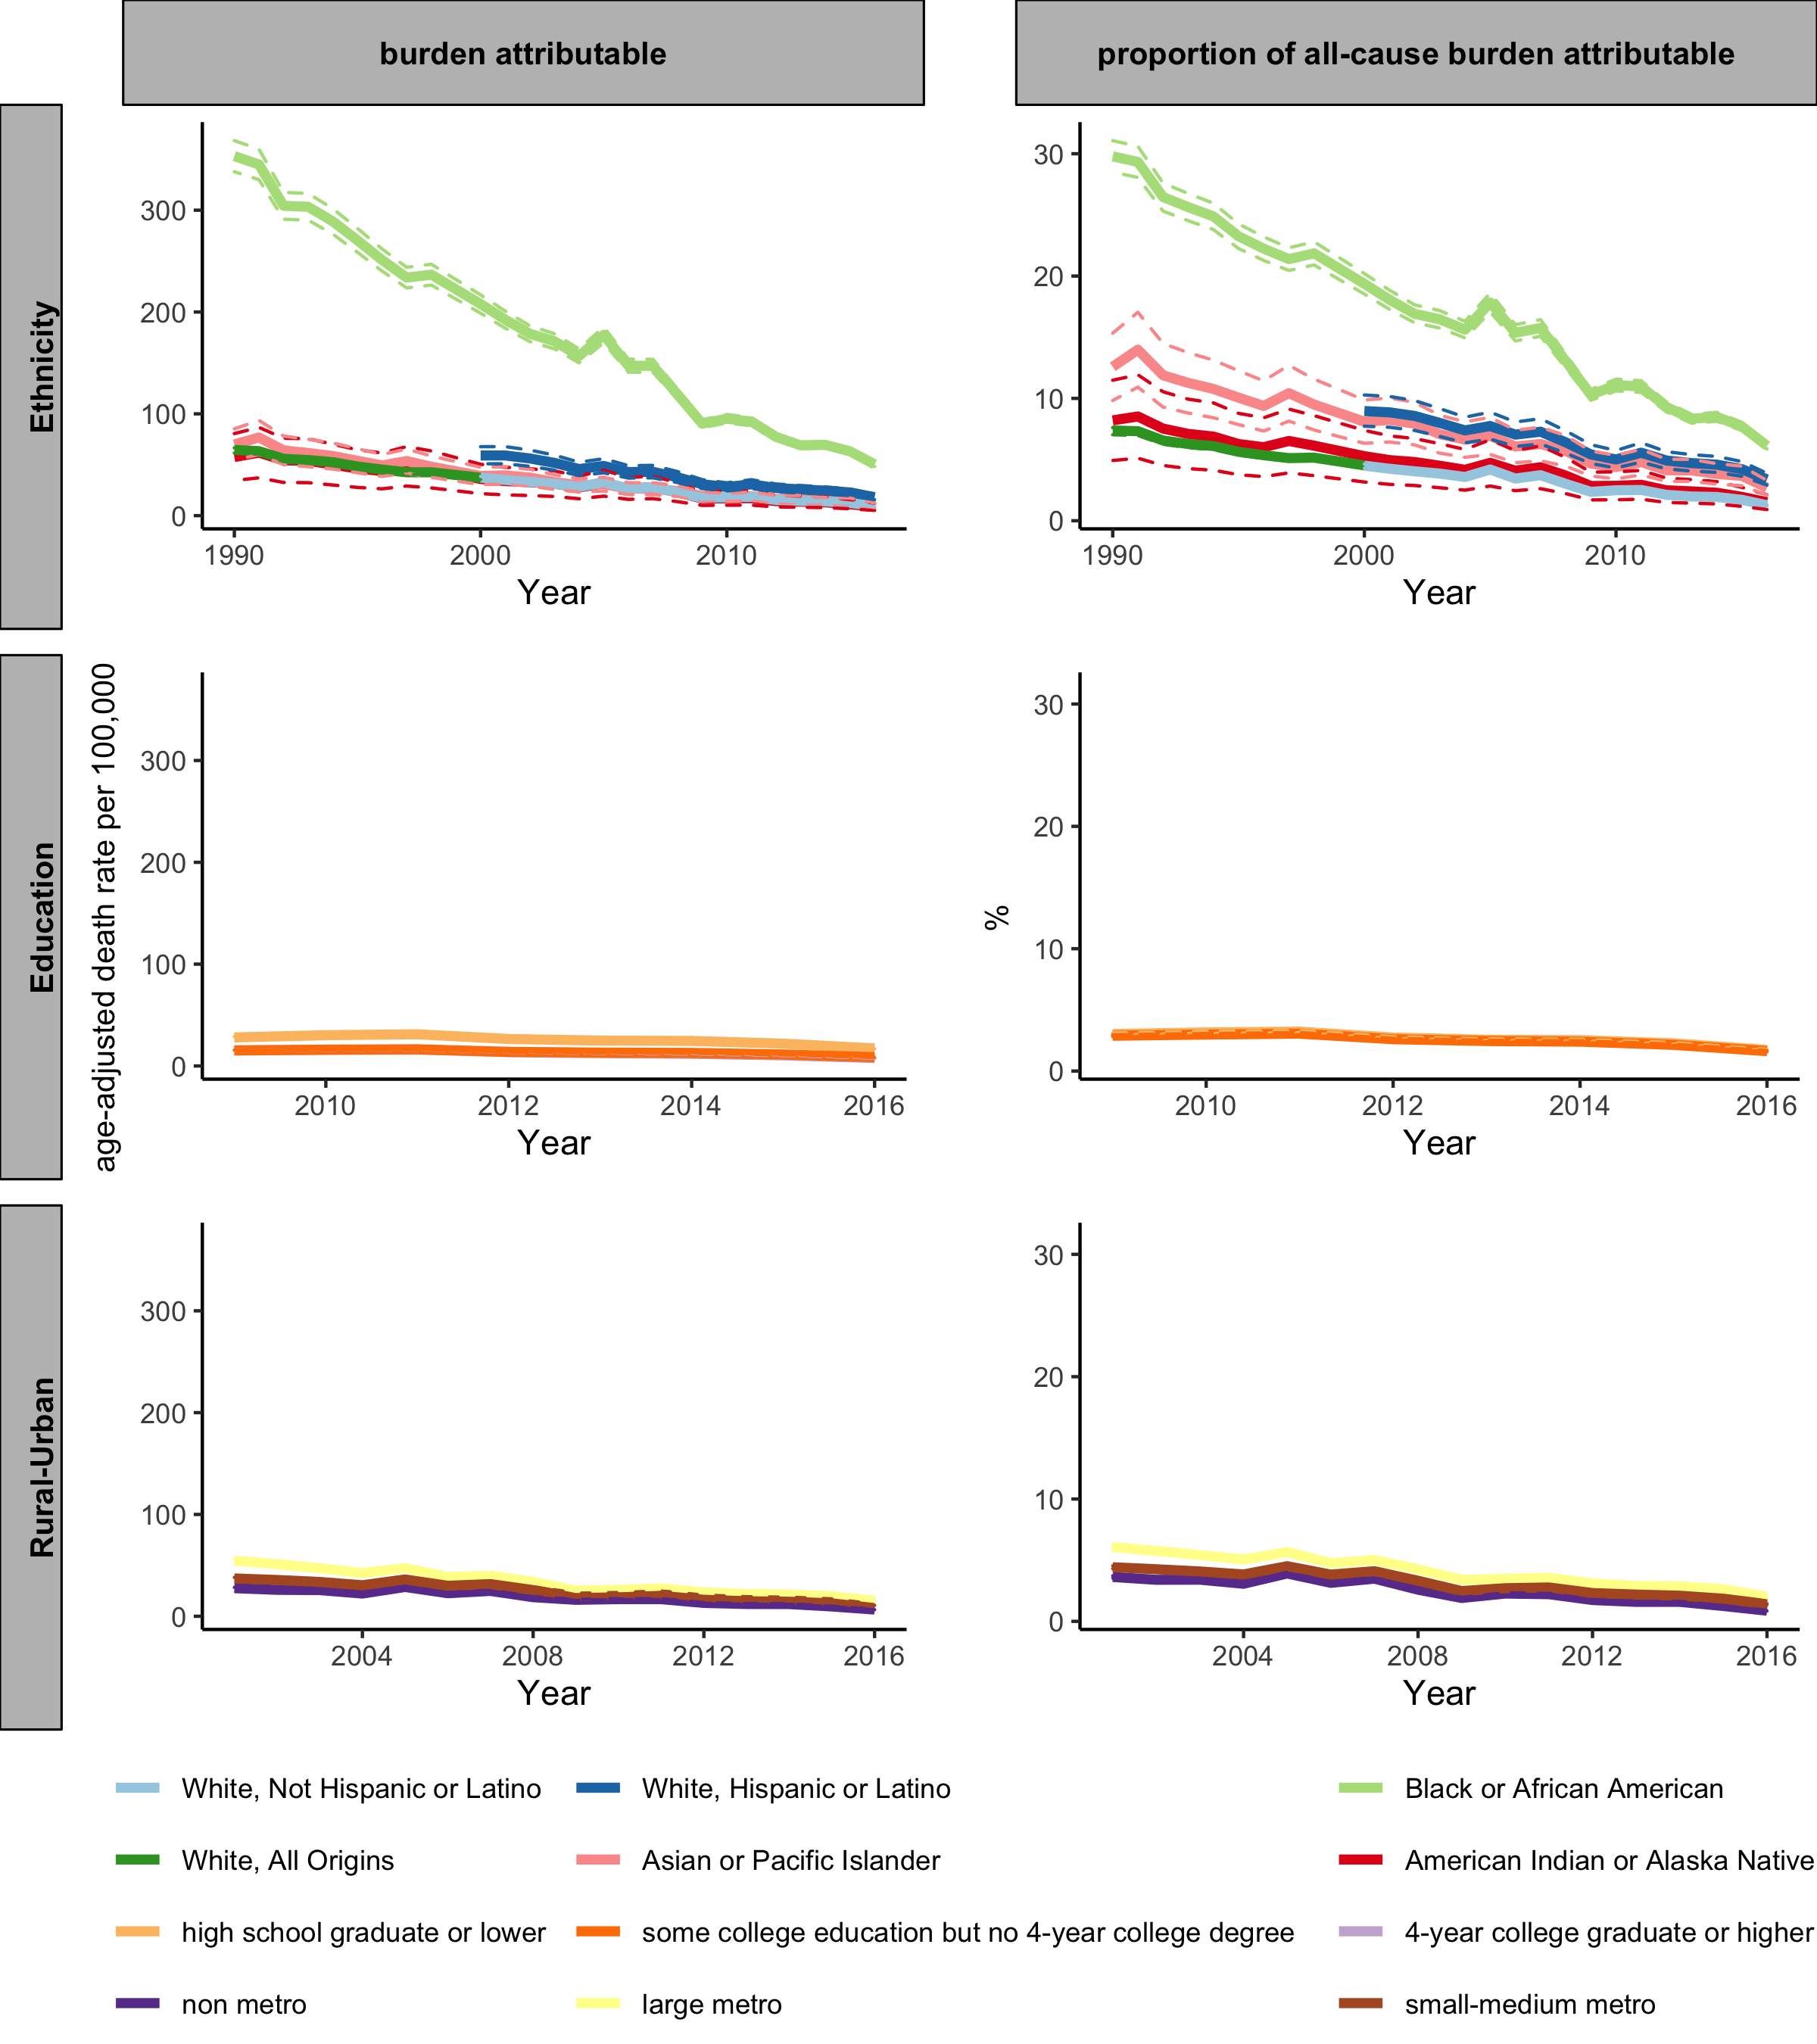 burden attributable
proportion of all-cause burden attributable
Ethnicity
300
200
100
0
1990
2000
2010
Year
30
20
10
0
1990
2000
2010
Year
Education
age-adjusted death rate per 100,000
300
200
100
0
2010
2012
2014
2016
Year
%
30
20
10
0
2010
2012
2014
2016
Year
Rural-Urban
300
200
100
0
2004
2008
2012
2016
Year
30
20
10
0
2004
2008
2012
2016
Year
White, Not Hispanic or Latino
White, Hispanic or Latino
Black or African American
White, All Origins
Asian or Pacific Islander
American Indian or Alaska Native
high school graduate or lower
some college education but no 4-year college degree
4-year college graduate or higher
non metro
large metro
small-medium metro